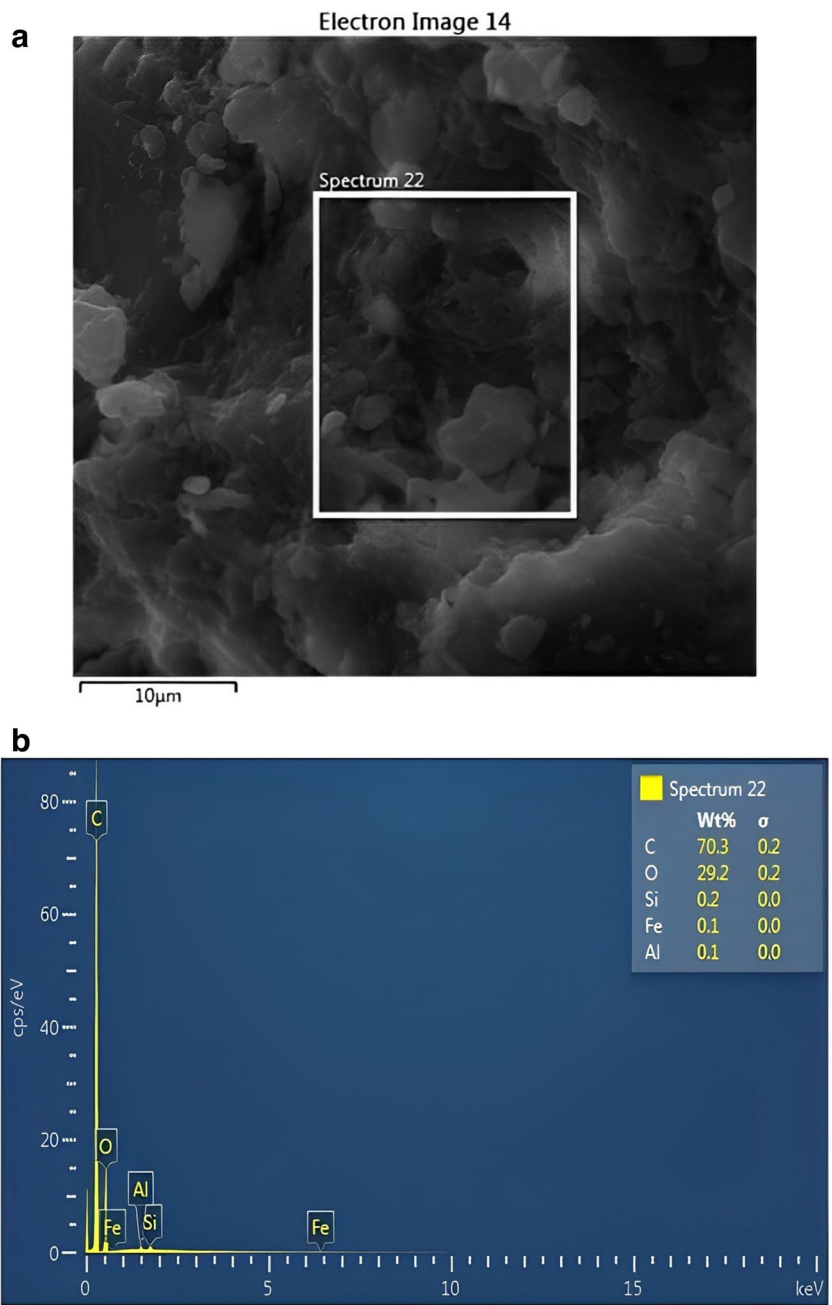 a
Electron Image 14
Spectrum 22
10µm
b
Spectrum 22
Wt% σ
C 70.3 0.2
O 29.2 0.2
Si 0.2 0.0
Fe 0.1 0.0
Al 0.1 0.0
cps/eV
80
60
40
20
0
C
O
Fe
Al
Si
Fe
0 5 10 15 keV